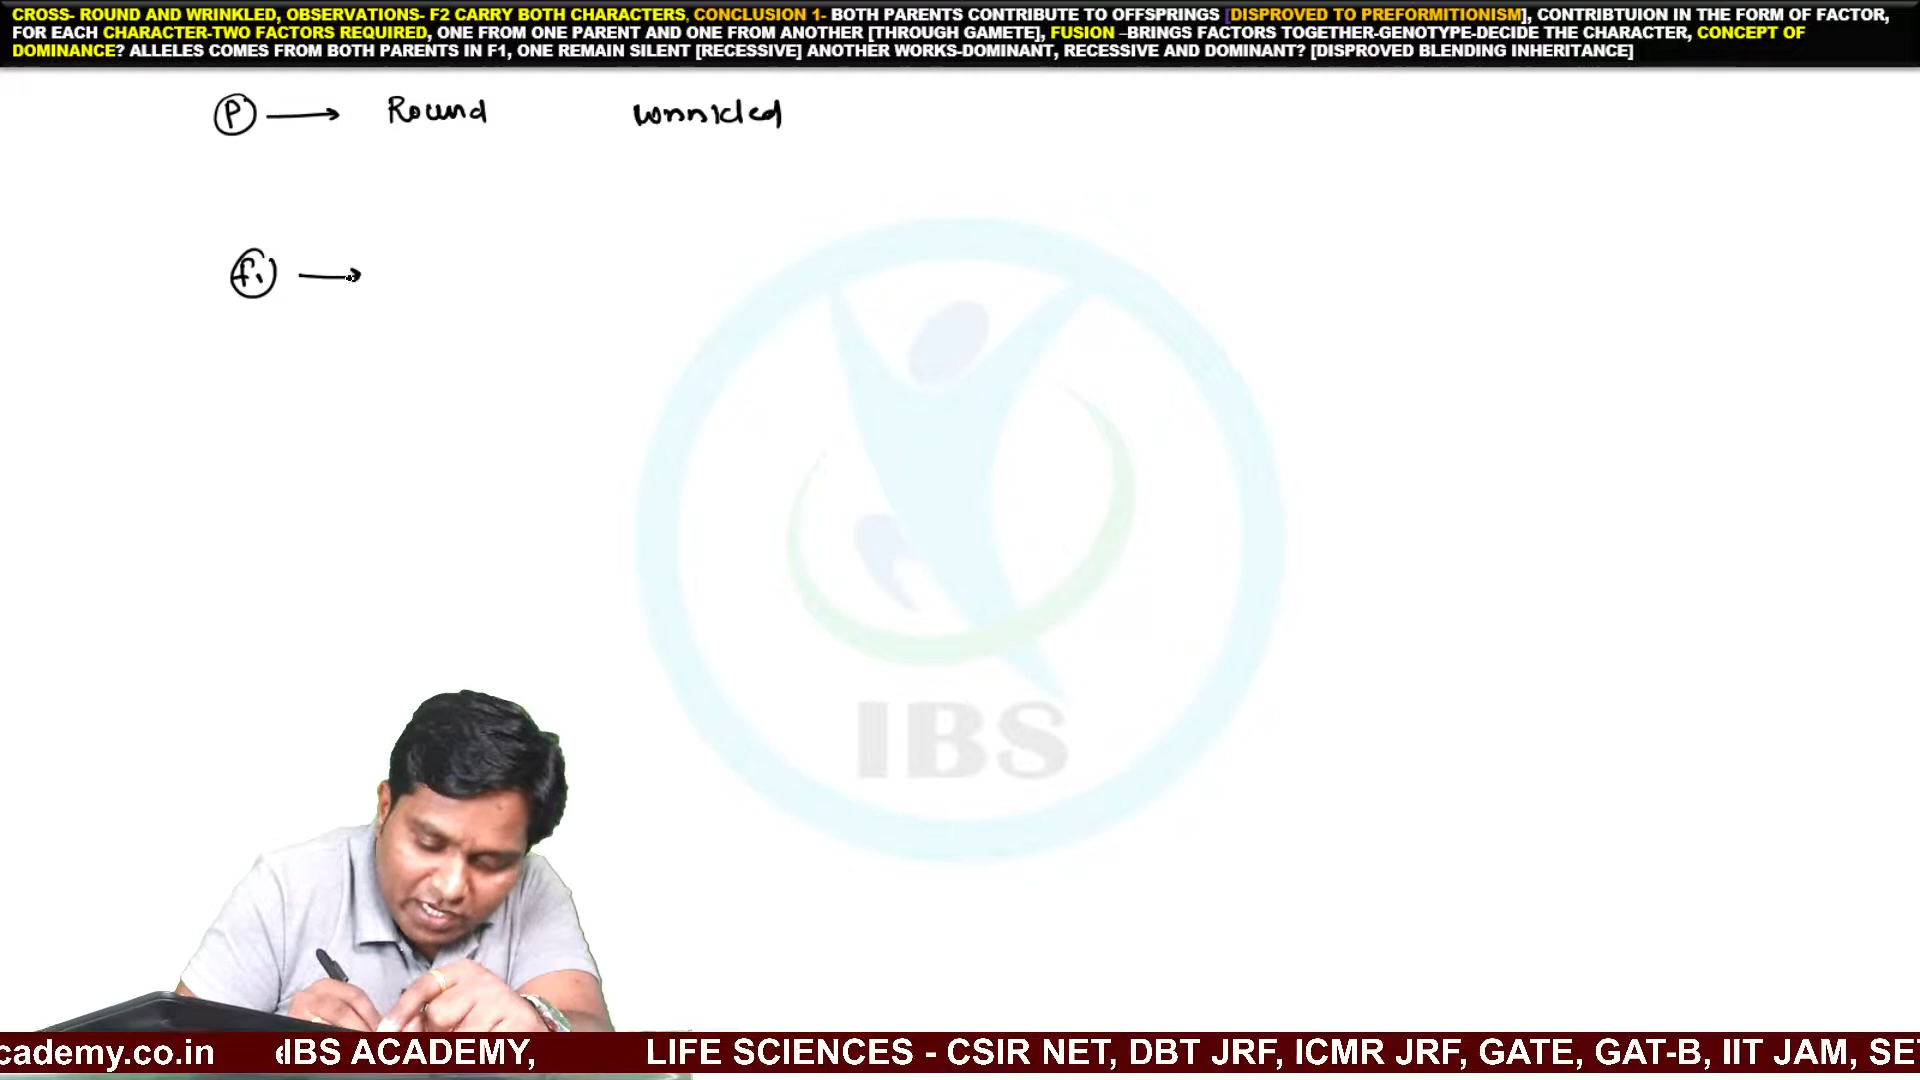 CROSS- ROUND AND WRINKLED, OBSERVATIONS- F2 CARRY BOTH CHARACTERS, CONCLUSION 1- BOTH PARENTS CONTRIBUTE TO OFFSPRINGS [DISPROVED TO PREFORMITIONISM], CONTRIBTUION IN THE FORM OF FACTOR,
FOR EACH CHARACTER-TWO FACTORS REQUIRED, ONE FROM ONE PARENT AND ONE FROM ANOTHER [THROUGH GAMETE], FUSION –BRINGS FACTORS TOGETHER-GENOTYPE-DECIDE THE CHARACTER, CONCEPT OF
DOMINANCE? ALLELES COMES FROM BOTH PARENTS IN F1, ONE REMAIN SILENT [RECESSIVE] ANOTHER WORKS-DOMINANT, RECESSIVE AND DOMINANT? [DISPROVED BLENDING INHERITANCE]
P → Round
F1 →
IBS
cademy.co.in IBS ACADEMY, LIFE SCIENCES - CSIR NET, DBT JRF, ICMR JRF, GATE, GAT-B, IIT JAM, SE